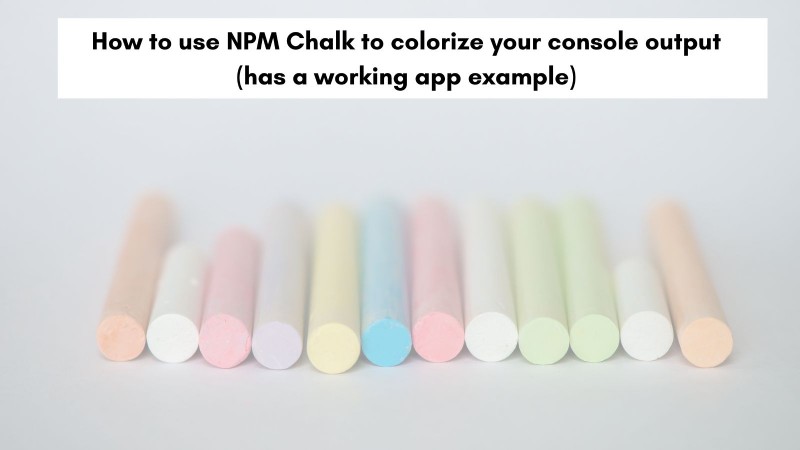 How to use NPM Chalk to colorize your console output
(has a working app example)